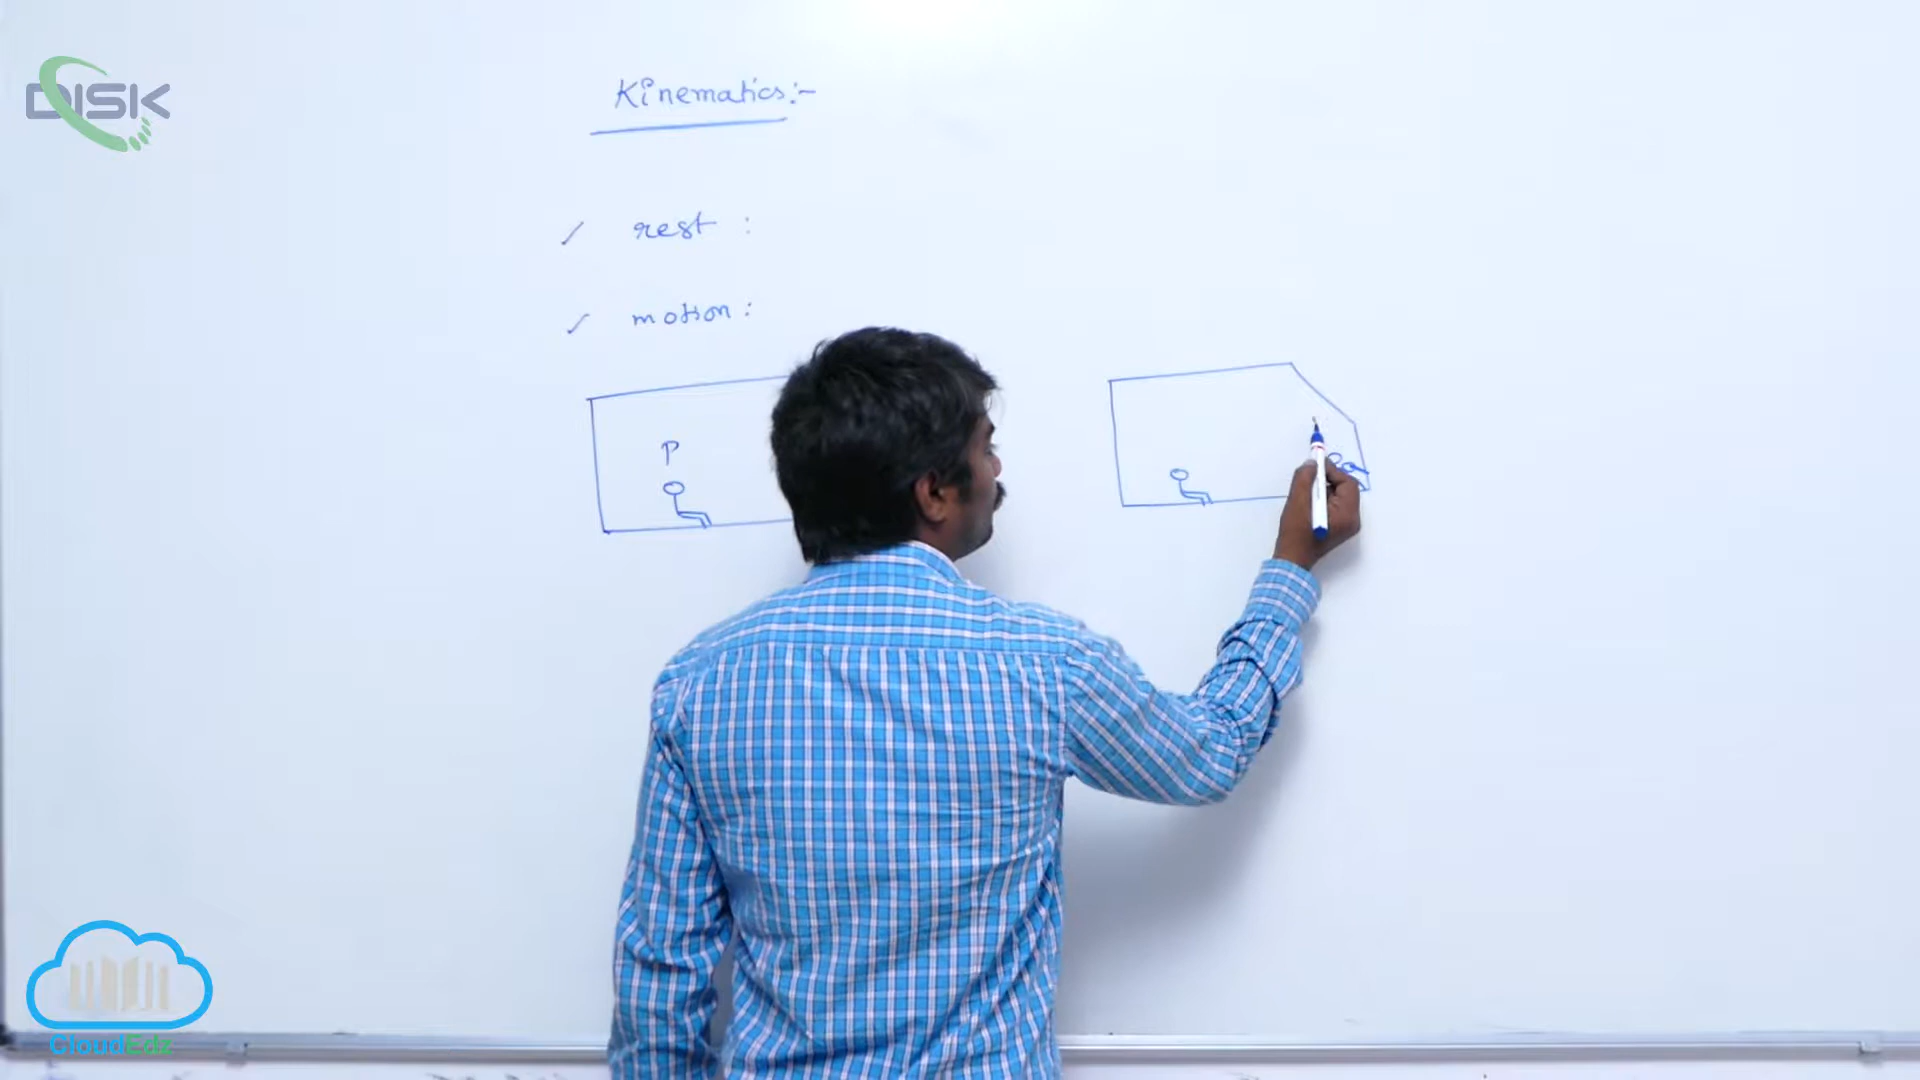 DISK
Kinematics:-
✓ rest :
✓ motion :
P
CloudEdz